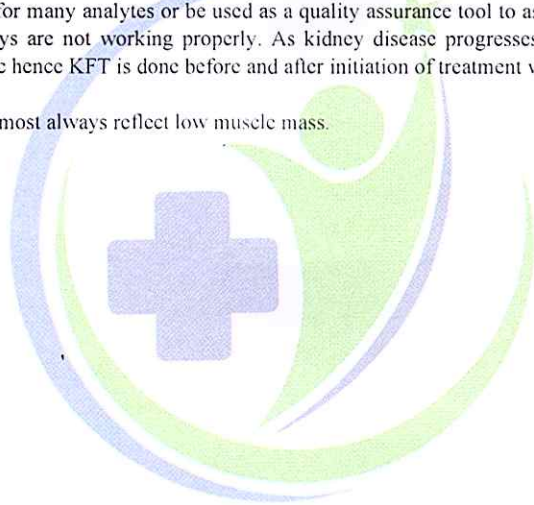 for many analytes or be used as a quality assurance tool to as
ys are not working properly. As kidney disease progresses
e hence KFT is done before and after initiation of treatment v
most always reflect low muscle mass.